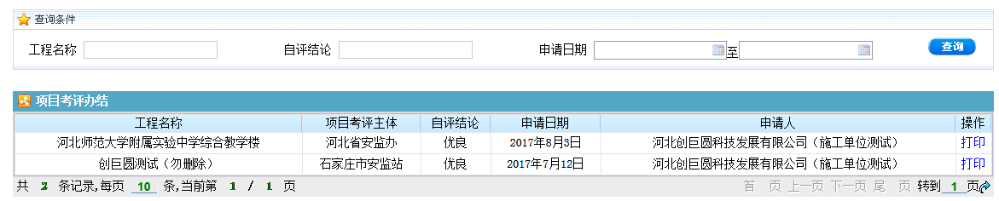 查询条件
工程名称 自评结论 申请日期 至 查询
项目考评办结
工程名称 项目考评主体 自评结论 申请日期 申请人 操作
河北师范大学附属实验中学综合教学楼 河北省安监办 优良 2017年8月3日 河北创巨圆科技发展有限公司（施工单位测试） 打印
创巨圆测试（勿删除） 石家庄市安监站 优良 2017年7月12日 河北创巨圆科技发展有限公司（施工单位测试） 打印
共 2 条记录,每页 10 条,当前第 1 / 1 页 首 页 上一页 下一页 尾 页 转到 1 页